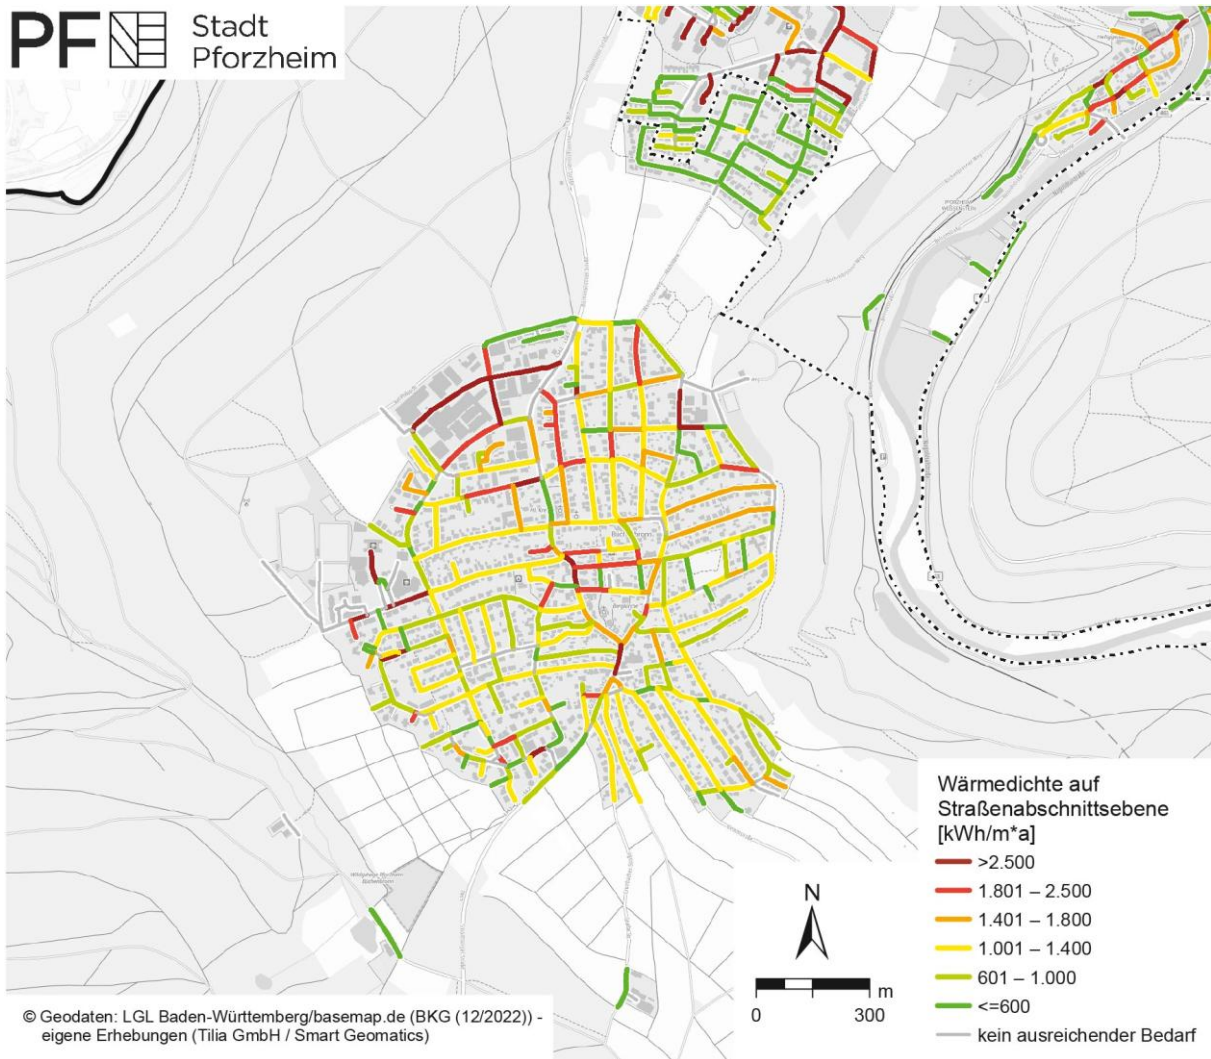 PF Stadt
Pforzheim
Wärmedichte auf
Straßenabschnittsebene
[kWh/m*a]
>2.500
1.801 – 2.500
1.401 – 1.800
1.001 – 1.400
601 – 1.000
<=600
kein ausreichender Bedarf
N
m
0 300
© Geodaten: LGL Baden-Württemberg/basemap.de (BKG (12/2022)) -
eigene Erhebungen (Tilia GmbH / Smart Geomatics)